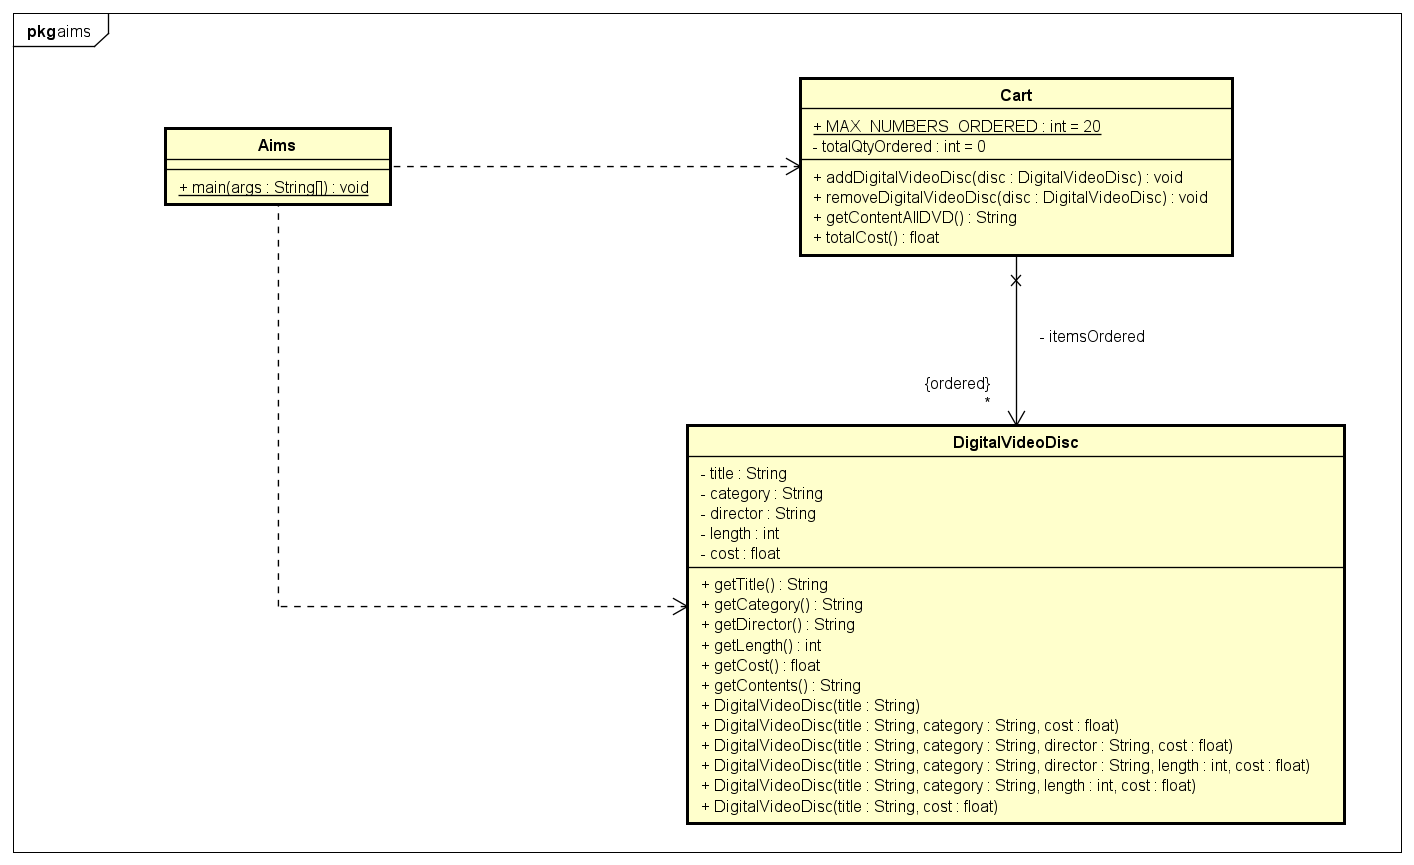 pkg aims
Aims
+ main(args : String[]) : void
Cart
+ MAX_NUMBERS_ORDERED : int = 20
- totalQtyOrdered : int = 0
+ addDigitalVideoDisc(disc : DigitalVideoDisc) : void
+ removeDigitalVideoDisc(disc : DigitalVideoDisc) : void
+ getContentAllDVD() : String
+ totalCost() : float
- itemsOrdered
{ordered}
*
DigitalVideoDisc
- title : String
- category : String
- director : String
- length : int
- cost : float
+ getTitle() : String
+ getCategory() : String
+ getDirector() : String
+ getLength() : int
+ getCost() : float
+ getContents() : String
+ DigitalVideoDisc(title : String)
+ DigitalVideoDisc(title : String, category : String, cost : float)
+ DigitalVideoDisc(title : String, category : String, director : String, cost : float)
+ DigitalVideoDisc(title : String, category : String, director : String, length : int, cost : float)
+ DigitalVideoDisc(title : String, category : String, length : int, cost : float)
+ DigitalVideoDisc(title : String, cost : float)